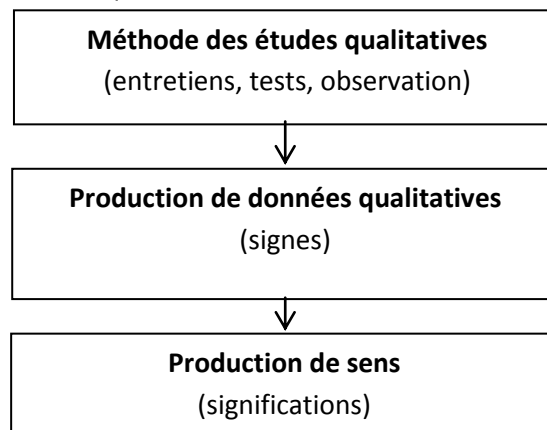 Méthode des études qualitatives
(entretiens, tests, observation)
Production de données qualitatives
(signes)
Production de sens
(significations)